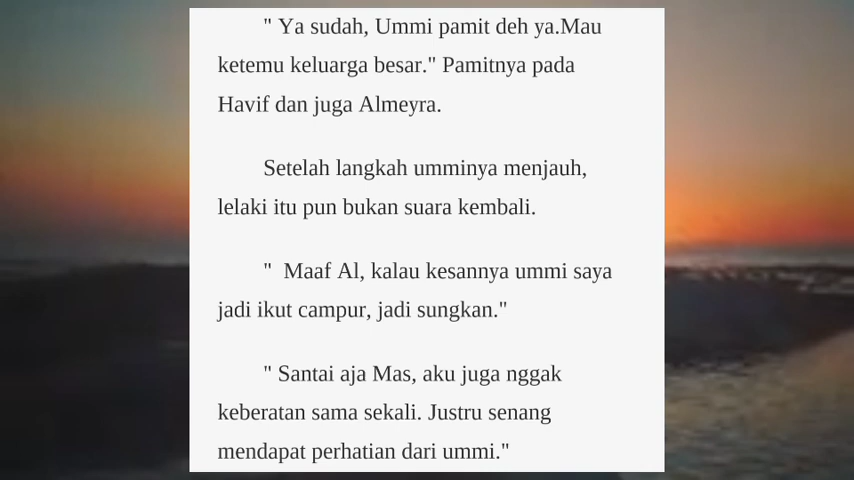 " Ya sudah, Ummi pamit deh ya.Mau
ketemu keluarga besar." Pamitnya pada
Havif dan juga Almeyra.
Setelah langkah umminya menjauh,
lelaki itu pun bukan suara kembali.
"  Maaf Al, kalau kesannya ummi saya
jadi ikut campur, jadi sungkan."
" Santai aja Mas, aku juga nggak
keberatan sama sekali. Justru senang
mendapat perhatian dari ummi."